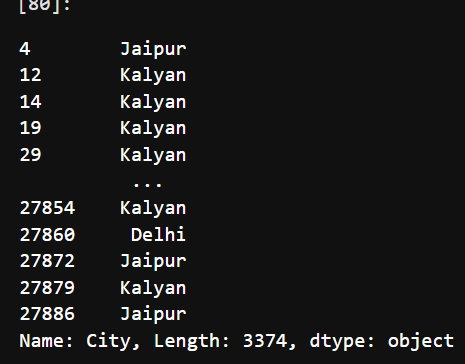 [80]:
4        Jaipur
12       Kalyan
14       Kalyan
19       Kalyan
29       Kalyan
          ...
27854    Kalyan
27860     Delhi
27872    Jaipur
27879    Kalyan
27886    Jaipur
Name: City, Length: 3374, dtype: object